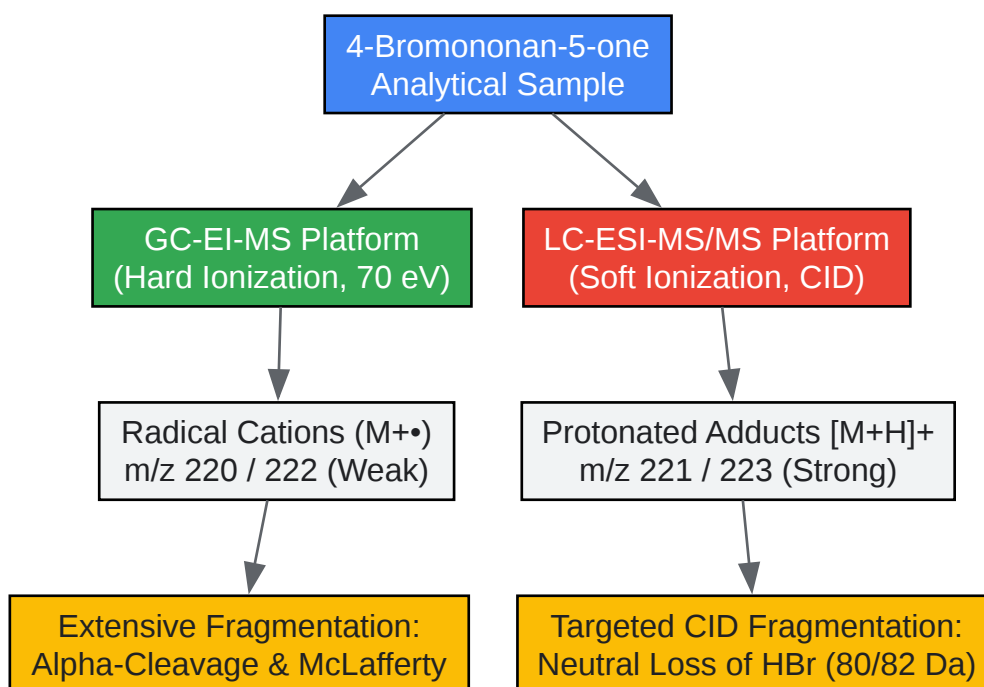 4-Bromononan-5-one
Analytical Sample
GC-EI-MS Platform
(Hard Ionization, 70 eV)
LC-ESI-MS/MS Platform
(Soft Ionization, CID)
Radical Cations (M+•)
m/z 220 / 222 (Weak)
Protonated Adducts [M+H]+
m/z 221 / 223 (Strong)
Extensive Fragmentation:
Alpha-Cleavage & McLafferty
Targeted CID Fragmentation:
Neutral Loss of HBr (80/82 Da)